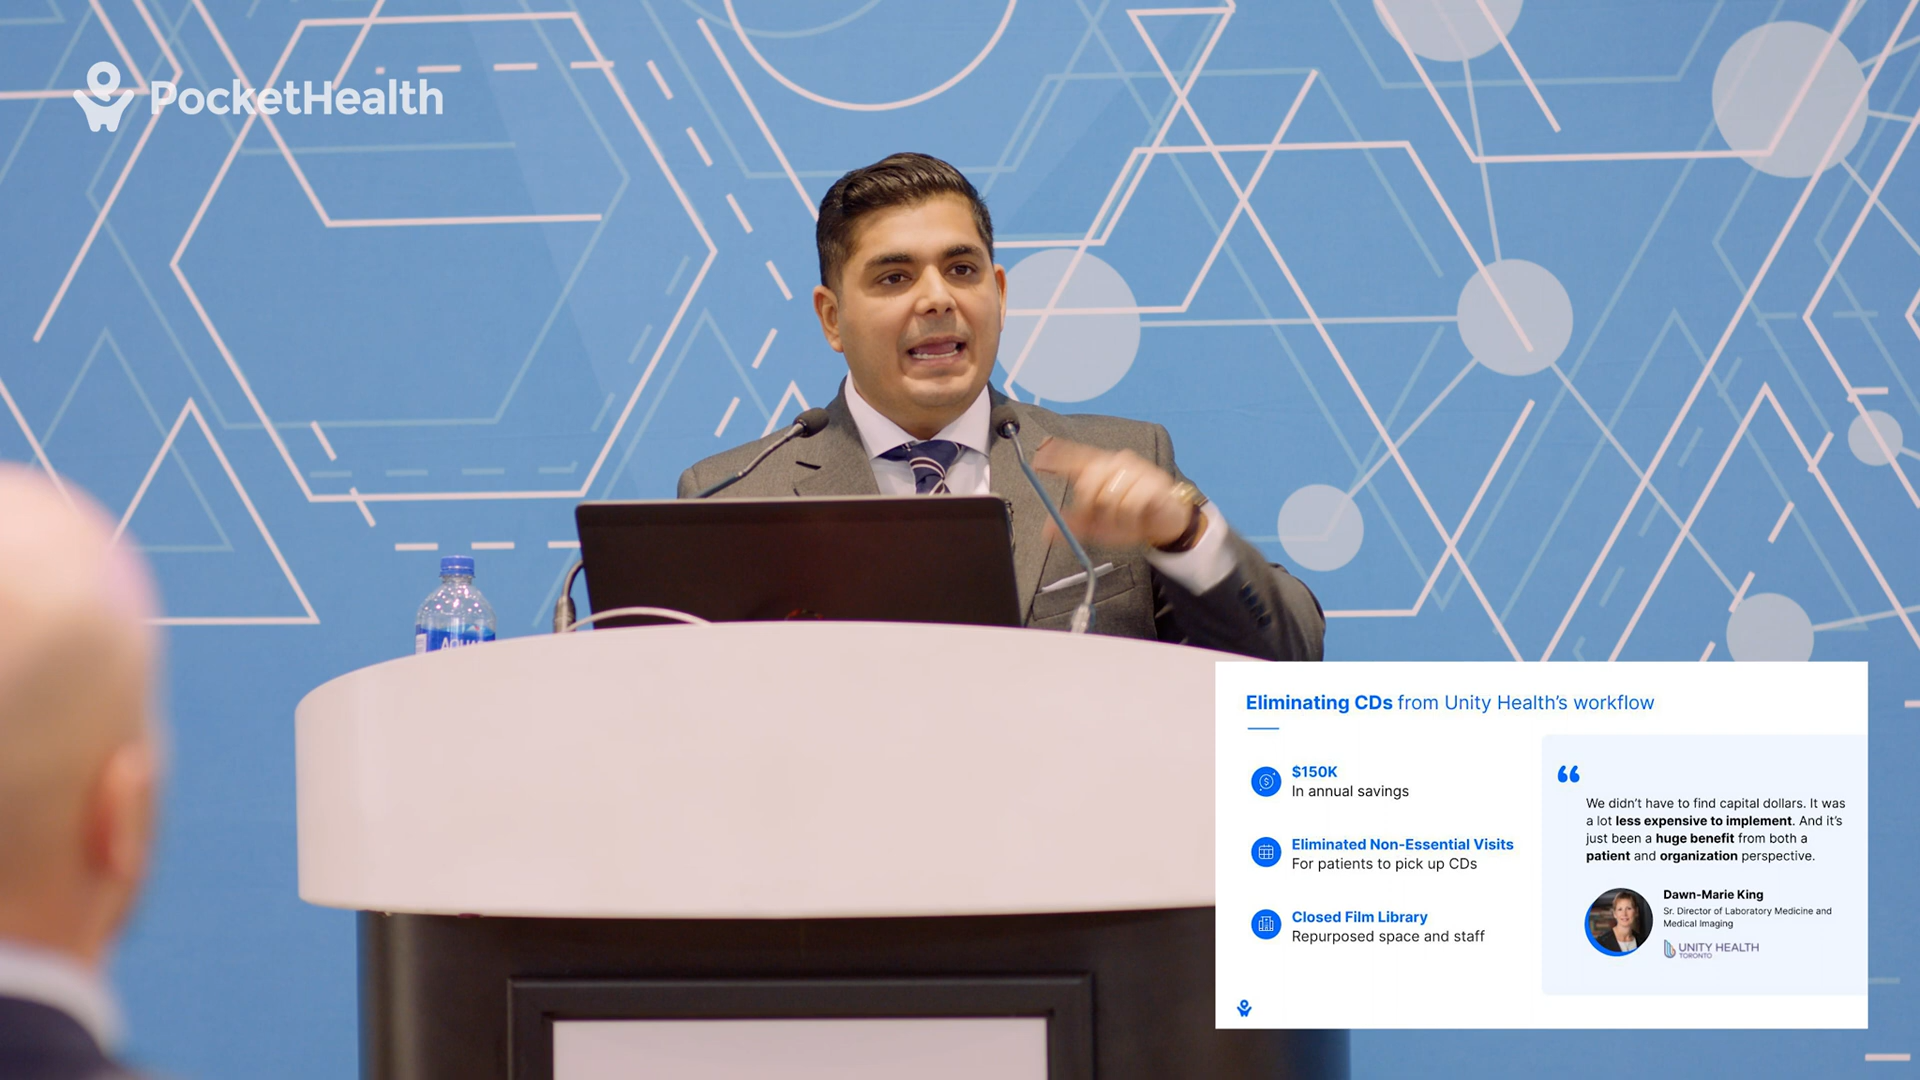 PocketHealth
Eliminating CDs from Unity Health's workflow
$150K
In annual savings
Eliminated Non-Essential Visits
For patients to pick up CDs
Closed Film Library
Repurposed space and staff
“
We didn't have to find capital dollars. It was
a lot less expensive to implement. And it's
just been a huge benefit from both a
patient and organization perspective.
Dawn-Marie King
Sr. Director of Laboratory Medicine and
Medical Imaging
UNITY HEALTH
TORONTO